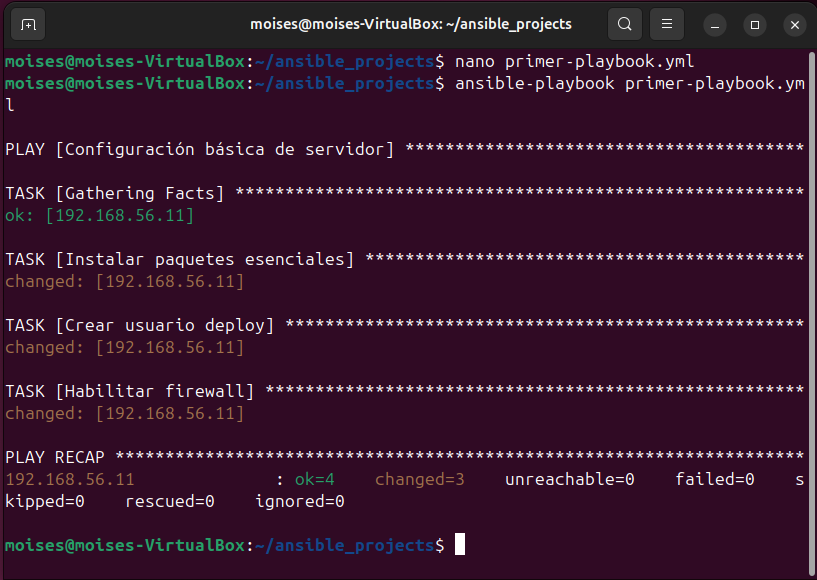 moises@moises-VirtualBox: ~/ansible_projects
moises@moises-VirtualBox:~/ansible_projects$ nano primer-playbook.yml
moises@moises-VirtualBox:~/ansible_projects$ ansible-playbook primer-playbook.ym
l
PLAY [Configuración básica de servidor] ****************************************
TASK [Gathering Facts] *********************************************************
ok: [192.168.56.11]
TASK [Instalar paquetes esenciales] ********************************************
changed: [192.168.56.11]
TASK [Crear usuario deploy] ****************************************************
changed: [192.168.56.11]
TASK [Habilitar firewall] ******************************************************
changed: [192.168.56.11]
PLAY RECAP *********************************************************************
192.168.56.11              : ok=4    changed=3    unreachable=0    failed=0    s
kipped=0    rescued=0    ignored=0
moises@moises-VirtualBox:~/ansible_projects$